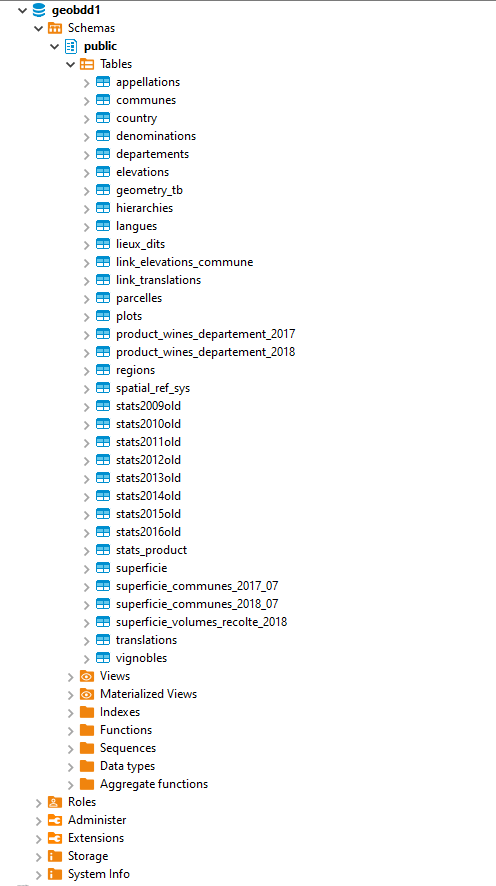 geobdd1
Schemas
public
Tables
appellations
communes
country
denominations
departements
elevations
geometry_tb
hierarchies
langues
lieux_dits
link_elevations_commune
link_translations
parcelles
plots
product_wines_departement_2017
product_wines_departement_2018
regions
spatial_ref_sys
stats2009old
stats2010old
stats2011old
stats2012old
stats2013old
stats2014old
stats2015old
stats2016old
stats_product
superficie
superficie_communes_2017_07
superficie_communes_2018_07
superficie_volumes_recolte_2018
translations
vignobles
Views
Materialized Views
Indexes
Functions
Sequences
Data types
Aggregate functions
Roles
Administer
Extensions
Storage
System Info